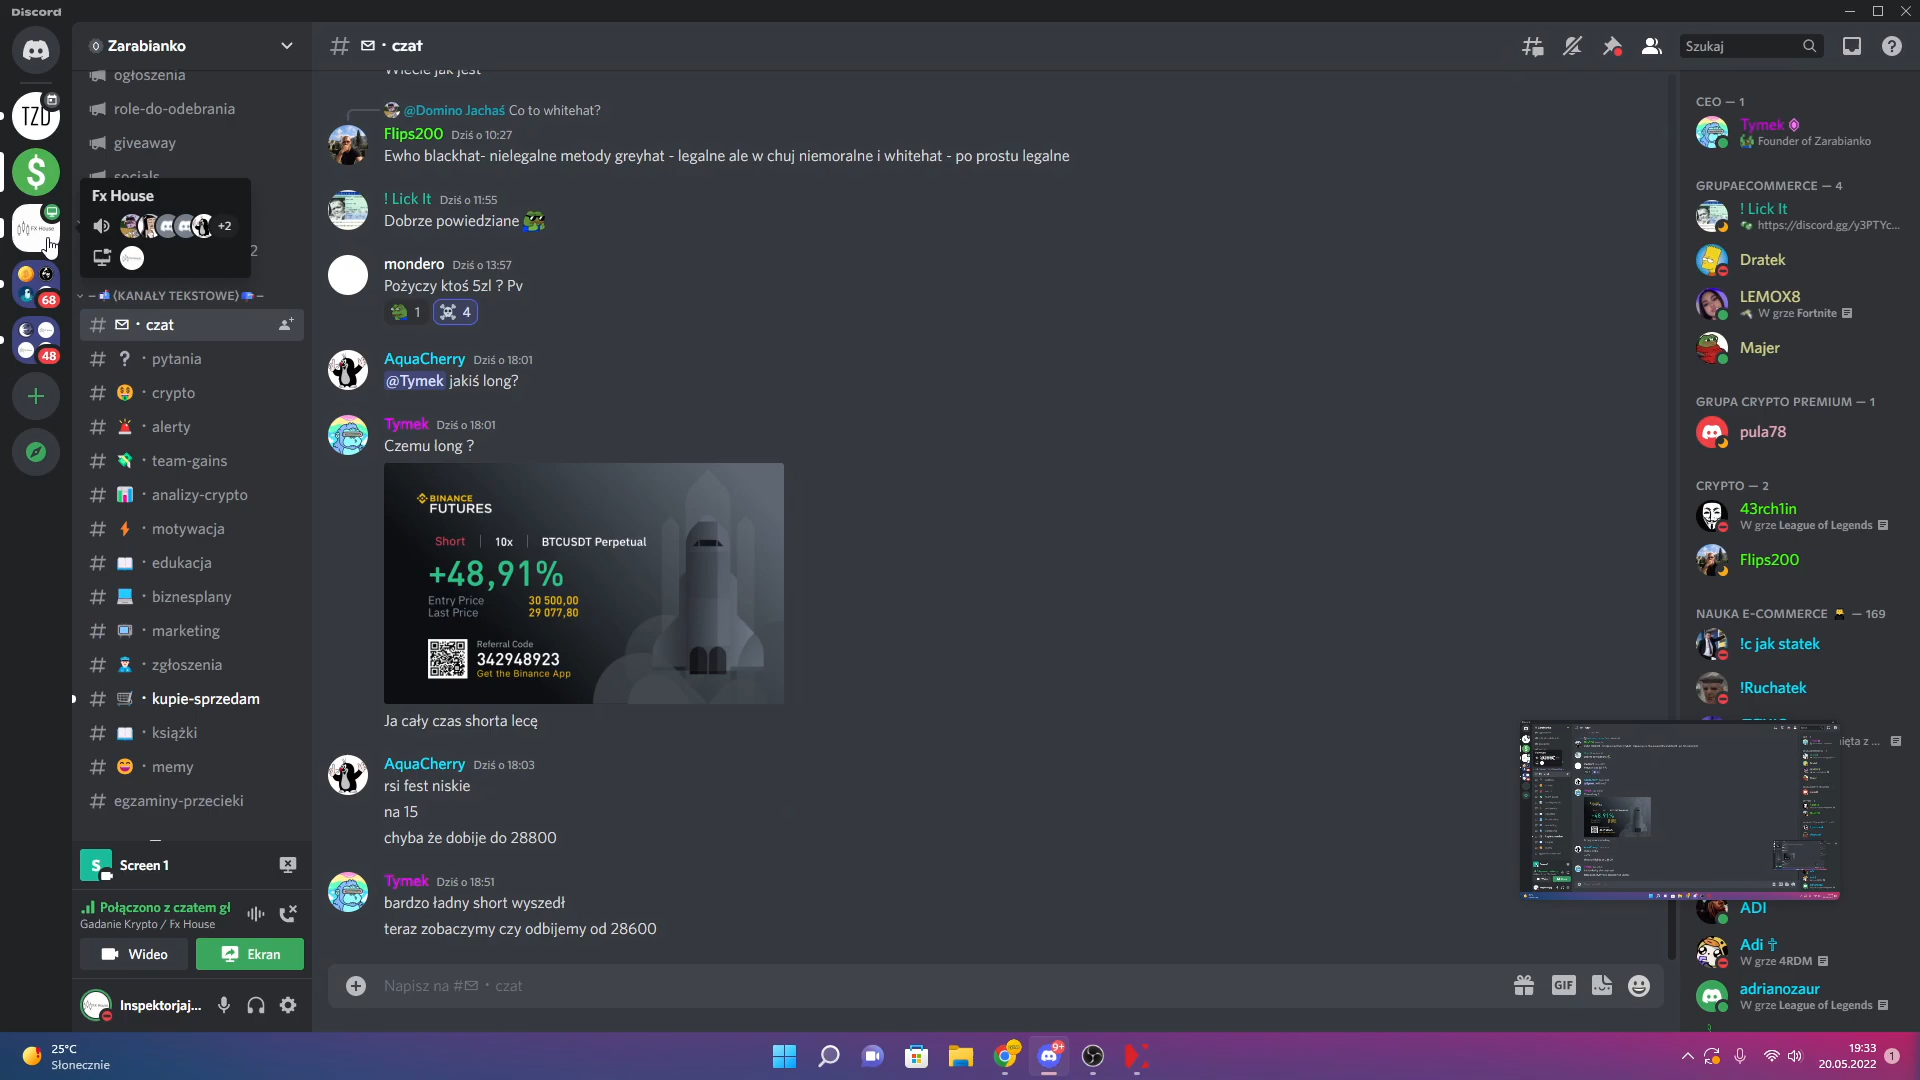 Discord
Zarabianko
ogłoszenia
role-do-odebrania
giveaway
socials
Fx House
+2
2
(KANAŁY TEKSTOWE)
czat
pytania
crypto
alerty
team-gains
analizy-crypto
motywacja
edukacja
biznesplany
marketing
zgłoszenia
kupie-sprzedam
książki
memy
egzaminy-przecieki
TZD
$
FX House
68
48
S Screen 1
Połączono z czatem gł
Gadanie Krypto / Fx House
Wideo
Ekran
Inspektorjaj...
# czat
Szukaj
Wiecie jak jest
@Domino Jachaś Co to whitehat?
Flips200 Dziś o 10:27
Ewho blackhat- nielegalne metody greyhat - legalne ale w chuj niemoralne i whitehat - po prostu legalne
! Lick It Dziś o 11:55
Dobrze powiedziane
mondero Dziś o 13:57
Pożyczy ktoś 5zl ? Pv
1 4
AquaCherry Dziś o 18:01
@Tymek jakiś long?
Tymek Dziś o 18:01
Czemu long ?
BINANCE
FUTURES
Short 10x BTCUSDT Perpetual
+48,91%
Entry Price 30 500,00
Last Price 29 077,80
Referral Code
342948923
Get the Binance App
Ja cały czas shorta lecę
AquaCherry Dziś o 18:03
rsi fest niskie
na 15
chyba że dobije do 28800
Tymek Dziś o 18:51
bardzo ładny short wyszedł
teraz zobaczymy czy odbijemy od 28600
Napisz na # czat
GIF
CEO — 1
Tymek
Founder of Zarabianko
GRUPAECOMMERCE — 4
! Lick It
https://discord.gg/y3PTYc...
Dratek
LEMOX8
W grze Fortnite
Majer
GRUPA CRYPTO PREMIUM — 1
pula78
CRYPTO — 2
43rch1in
W grze League of Legends
Flips200
NAUKA E-COMMERCE — 169
!c jak statek
!Ruchatek
ięta z ...
ADI
Adi ✝
W grze 4RDM
adrianozaur
W grze League of Legends
25°C
Słonecznie
9+
19:33
20.05.2022
1